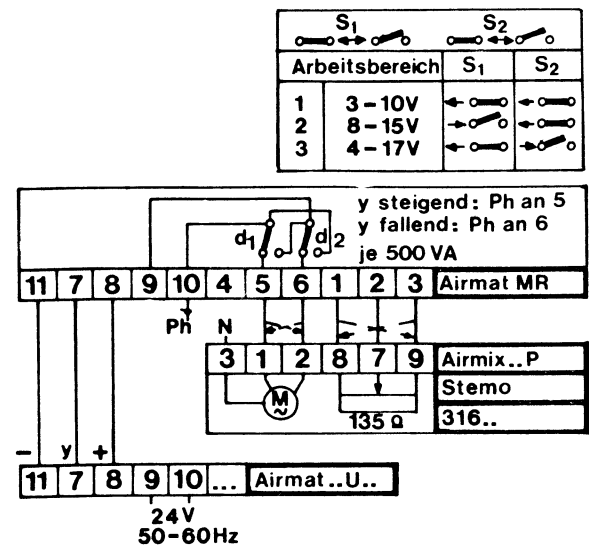 S1 S2
Arbeitsbereich S1 S2
1 3–10V
2 8–15V
3 4–17V
y steigend: Ph an 5
y fallend: Ph an 6
d1 d2
je 500 VA
11 7 8 9 10 4 5 6 1 2 3 Airmat MR
Ph N
3 1 2 8 7 9 Airmix..P
Stemo
M
~
135 Ω 316..
– y +
11 7 8 9 10 ... Airmat..U..
24V
50–60Hz